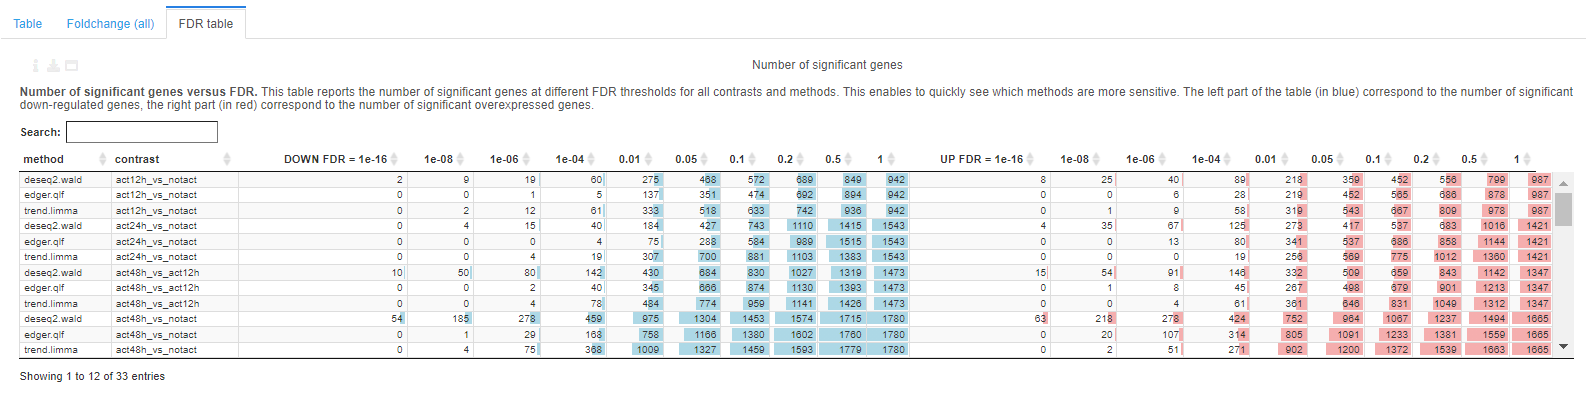 Table Foldchange (all) FDR table
Number of significant genes
Number of significant genes versus FDR. This table reports the number of significant genes at different FDR thresholds for all contrasts and methods. This enables to quickly see which methods are more sensitive. The left part of the table (in blue) correspond to the number of significant
down-regulated genes, the right part (in red) correspond to the number of significant overexpressed genes.
Search:
method contrast DOWN FDR = 1e-16 1e-08 1e-06 1e-04 0.01 0.05 0.1 0.2 0.5 1 UP FDR = 1e-16 1e-08 1e-06 1e-04 0.01 0.05 0.1 0.2 0.5 1
deseq2.wald act12h_vs_notact 2 9 19 60 275 468 572 689 849 942 8 25 40 89 218 359 452 556 799 987
edger.qlf act12h_vs_notact 0 0 1 5 137 351 474 692 894 942 0 0 6 28 219 452 565 686 878 987
trend.limma act12h_vs_notact 0 2 12 61 333 518 633 742 936 942 0 1 9 58 319 543 667 809 978 987
deseq2.wald act24h_vs_notact 0 4 15 40 184 427 743 1110 1415 1543 4 35 67 125 273 417 537 683 1016 1421
edger.qlf act24h_vs_notact 0 0 0 4 75 288 584 989 1515 1543 0 0 13 80 341 537 686 858 1144 1421
trend.limma act24h_vs_notact 0 0 4 19 307 700 881 1103 1383 1543 0 0 0 19 256 569 775 1012 1360 1421
deseq2.wald act48h_vs_act12h 10 50 80 142 430 684 830 1027 1319 1473 15 54 91 146 332 509 659 843 1142 1347
edger.qlf act48h_vs_act12h 0 0 2 40 345 666 874 1130 1393 1473 0 1 8 45 267 498 679 901 1213 1347
trend.limma act48h_vs_act12h 0 0 4 78 484 774 959 1141 1426 1473 0 0 4 61 361 646 831 1049 1312 1347
deseq2.wald act48h_vs_notact 54 185 278 459 975 1304 1453 1574 1715 1780 63 218 278 424 752 964 1067 1237 1494 1665
edger.qlf act48h_vs_notact 0 1 29 168 758 1166 1380 1602 1760 1780 0 20 107 314 805 1091 1233 1381 1559 1665
trend.limma act48h_vs_notact 0 4 75 368 1009 1327 1459 1593 1779 1780 0 2 51 271 902 1200 1372 1539 1663 1665
Showing 1 to 12 of 33 entries